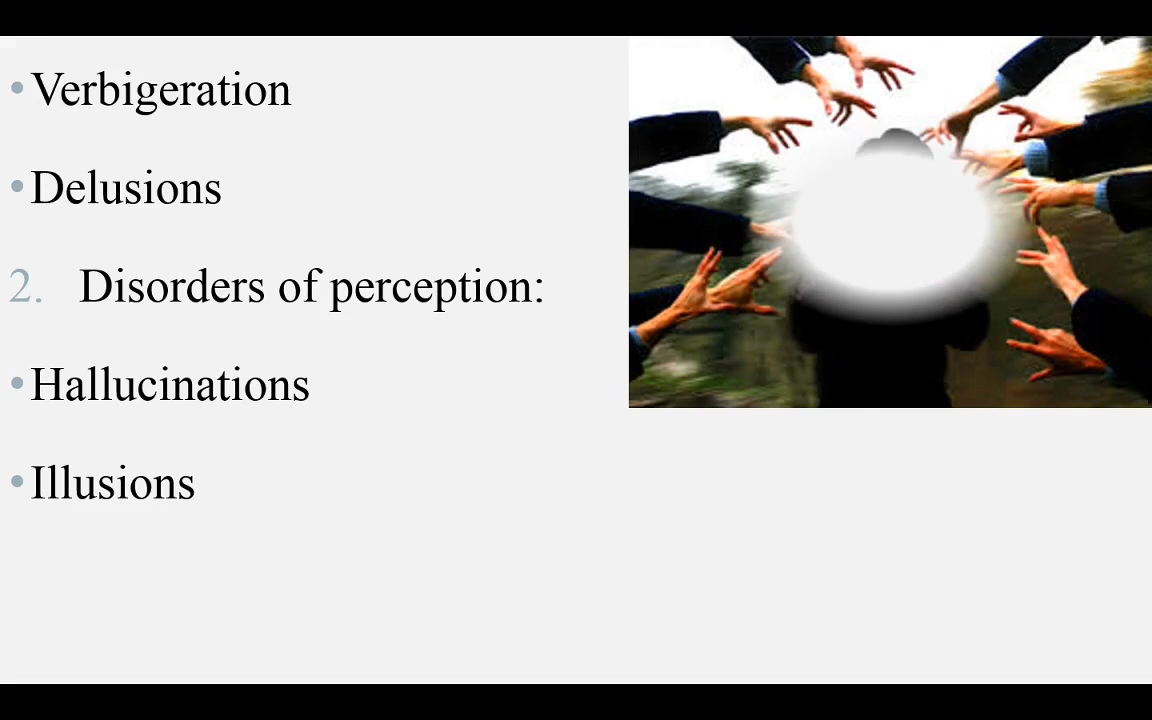 •Verbigeration
•Delusions
2. Disorders of perception:
•Hallucinations
•Illusions